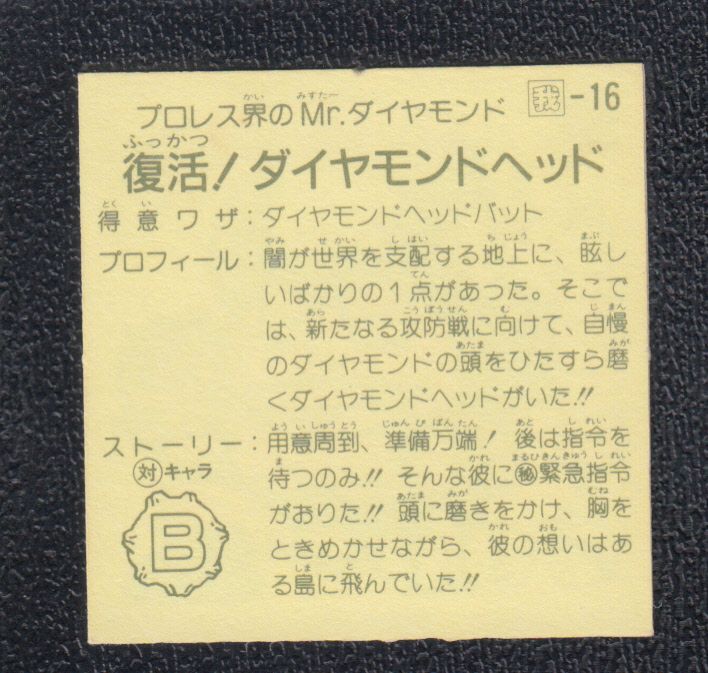 プロレス界のMr.ダイヤモンド -16
復活!ダイヤモンドヘッド
得意ワザ:ダイヤモンドヘッドバット
プロフィール:闇が世界を支配する地上に、眩し
いばかりの1点があった。そこで
は、新たなる攻防戦に向けて、自慢
のダイヤモンドの頭をひたすら磨
くダイヤモンドヘッドがいた!!
ストーリー:用意周到、準備万端! 後は指令を
対キャラ 待つのみ!! そんな彼に㊙緊急指令
がおりた!! 頭に磨きをかけ、胸を
B ときめかせながら、彼の想いはあ
る島に飛んでいた!!